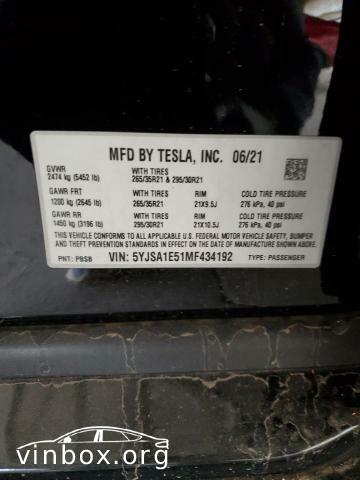 MFD BY TESLA, INC. 06/21
GVWR
2474 kg (5452 lb)
WITH TIRES
265/35R21 & 295/30R21
GAWR FRT
1200 kg (2645 lb)
WITH TIRES
265/35R21
RIM
21X9.5J
COLD TIRE PRESSURE
276 kPa, 40 psi
GAWR RR
1450 kg (3196 lb)
WITH TIRES
295/30R21
RIM
21X10.5J
COLD TIRE PRESSURE
276 kPa, 40 psi
THIS VEHICLE CONFORMS TO ALL APPLICABLE U.S. FEDERAL MOTOR VEHICLE SAFETY, BUMPER
AND THEFT PREVENTION STANDARDS IN EFFECT ON THE DATE OF MANUFACTURE SHOWN ABOVE.
PNT: PBSB VIN: 5YJSA1E51MF434192 TYPE: PASSENGER
vinbox.org